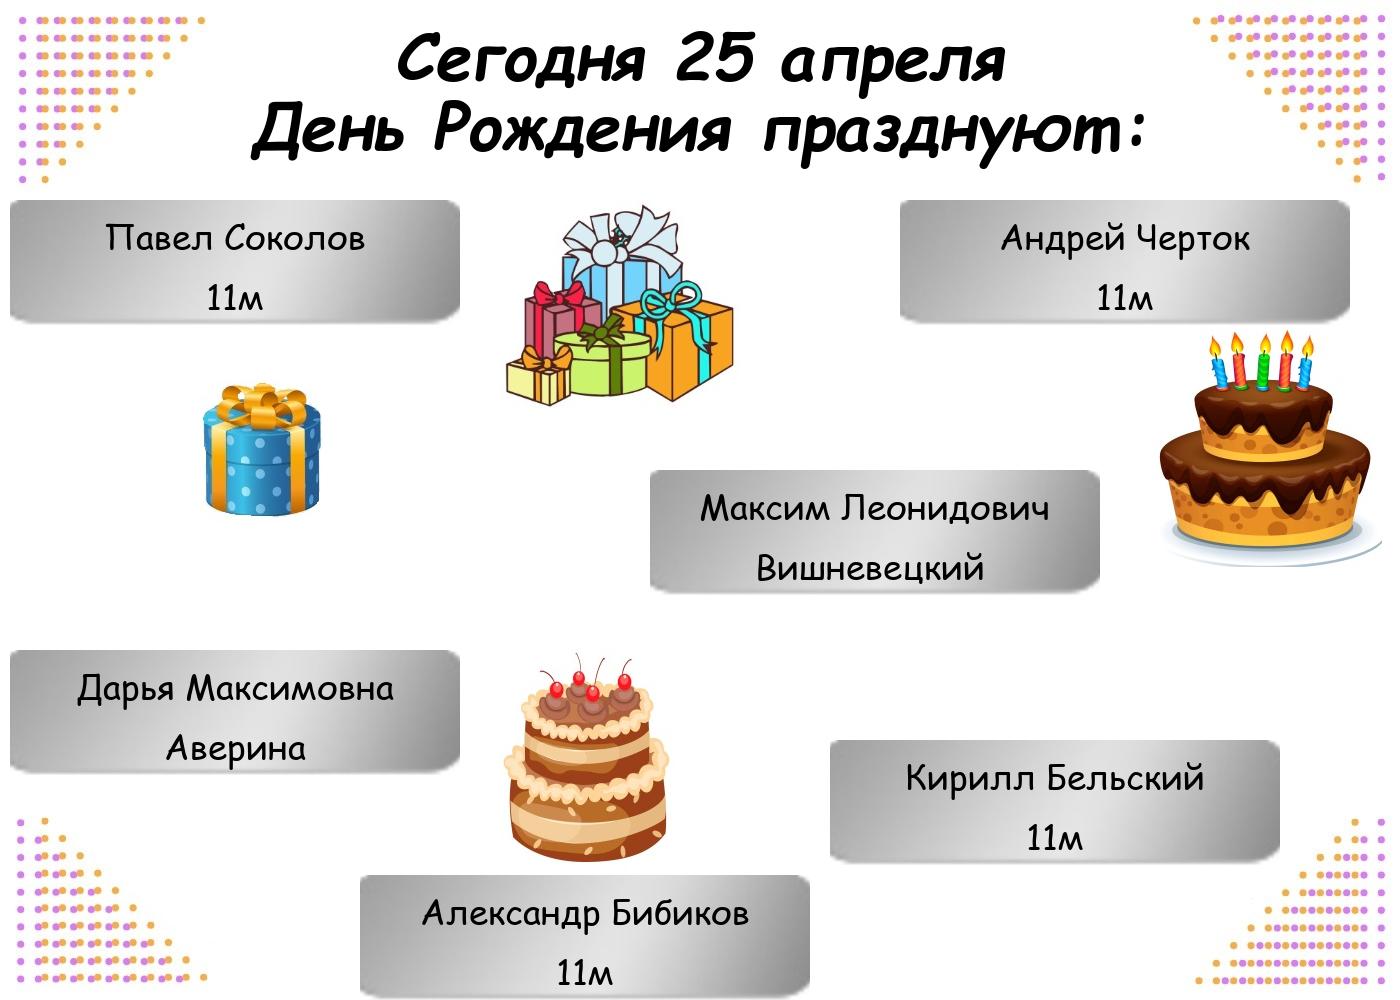 Сегодня 25 апреля
День Рождения празднуют:
Павел Соколов
11м
Андрей Черток
11м
Максим Леонидович
Вишневецкий
Дарья Максимовна
Аверина
Кирилл Бельский
11м
Александр Бибиков
11м